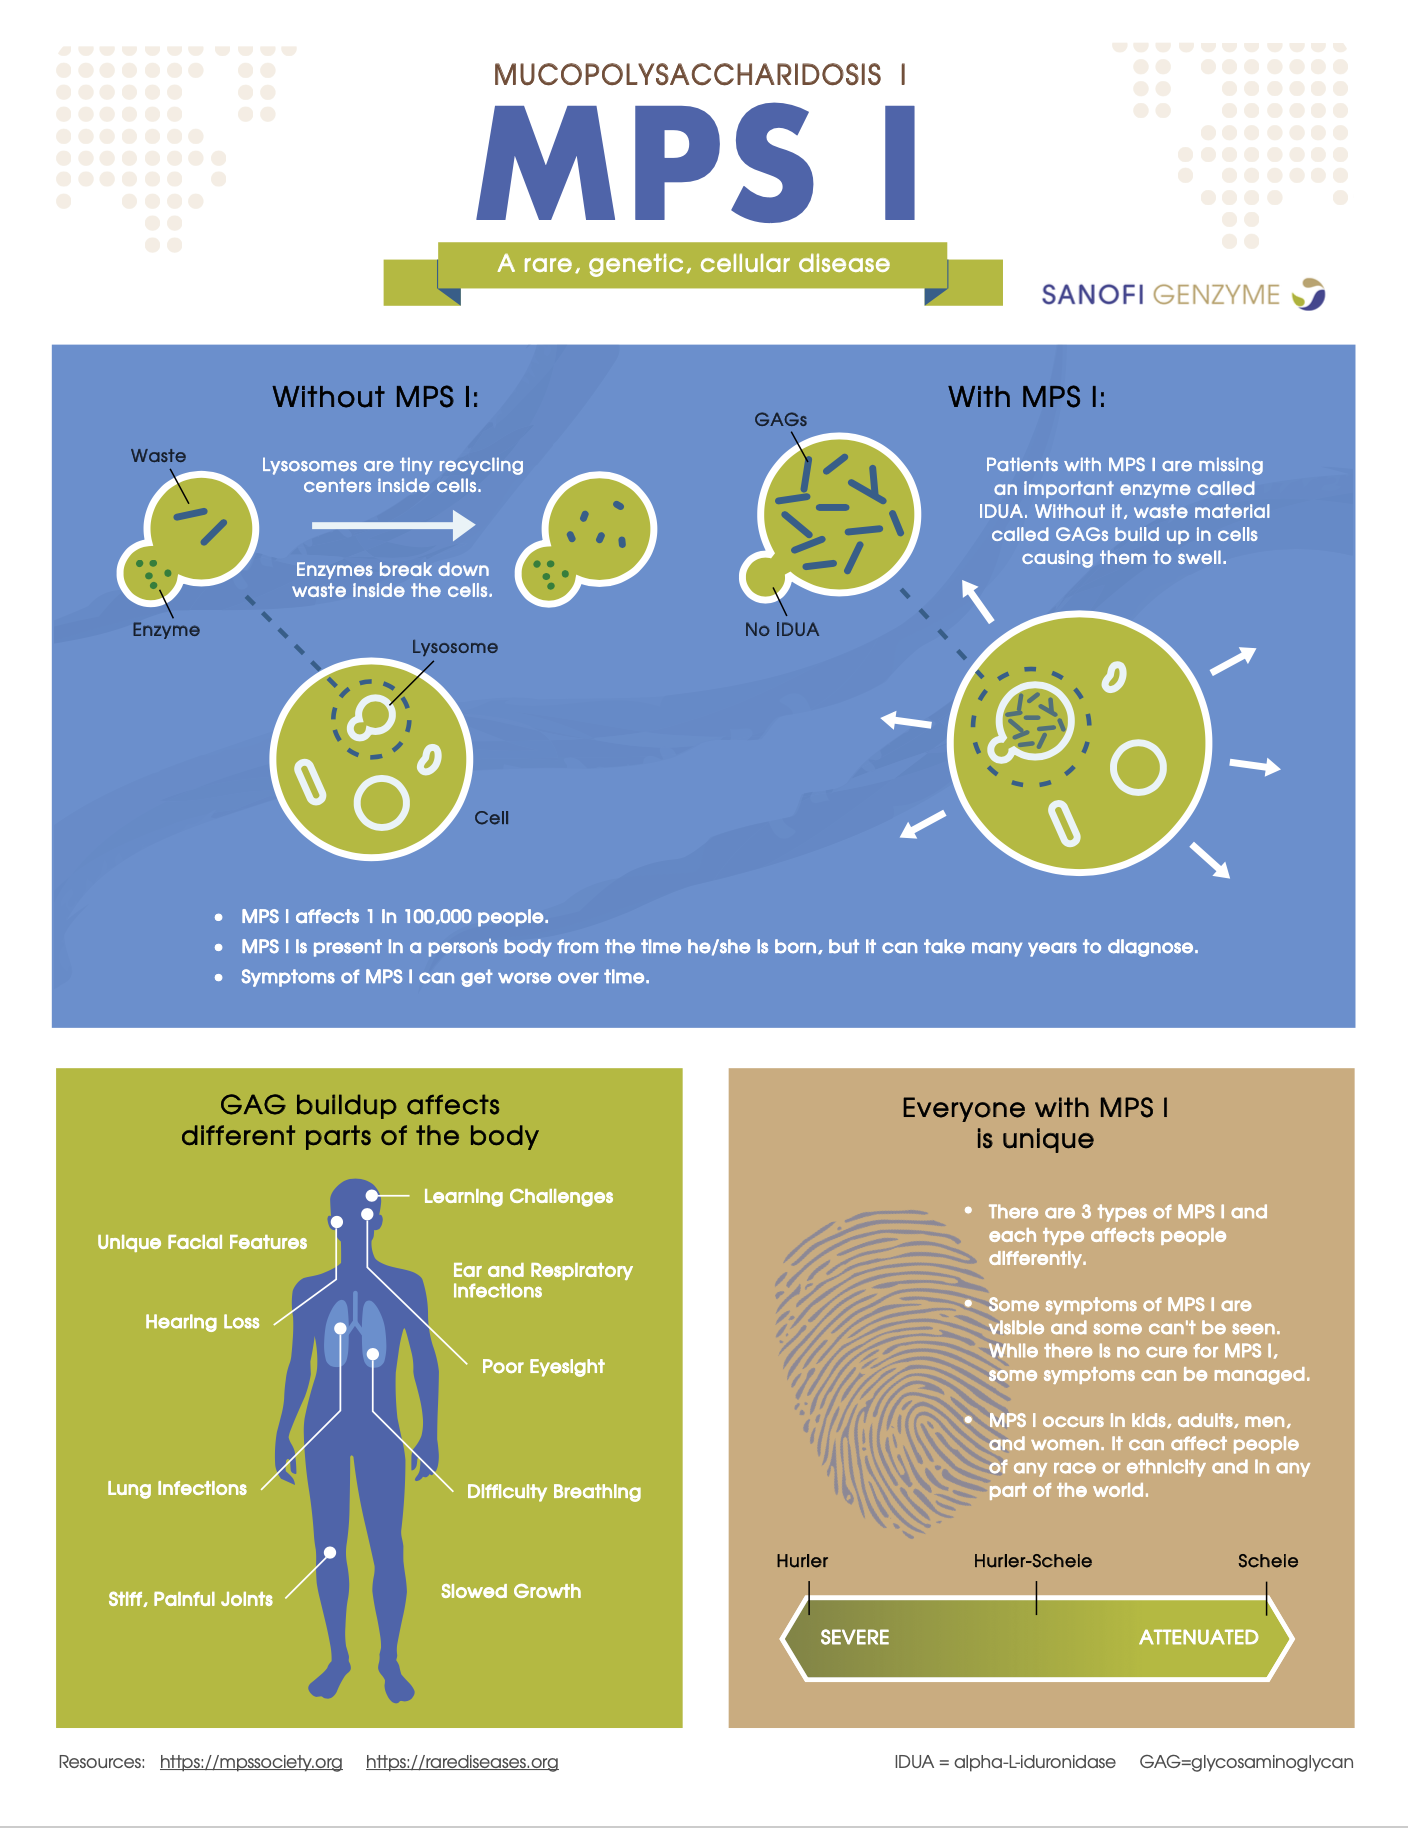 MUCOPOLYSACCHARIDOSIS I
MPS I
A rare, genetic, cellular disease
SANOFI GENZYME
Without MPS I:
Waste
Lysosomes are tiny recycling
centers inside cells.
Enzymes break down
waste inside the cells.
Enzyme
Lysosome
Cell
With MPS I:
GAGs
Patients with MPS I are missing
an important enzyme called
IDUA. Without it, waste material
called GAGs build up in cells
causing them to swell.
No IDUA
• MPS I affects 1 in 100,000 people.
• MPS I is present in a person's body from the time he/she is born, but it can take many years to diagnose.
• Symptoms of MPS I can get worse over time.
GAG buildup affects
different parts of the body
Learning Challenges
Unique Facial Features
Ear and Respiratory
Infections
Hearing Loss
Poor Eyesight
Lung Infections
Difficulty Breathing
Stiff, Painful Joints
Slowed Growth
Everyone with MPS I
is unique
• There are 3 types of MPS I and
each type affects people
differently.
• Some symptoms of MPS I are
visible and some can't be seen.
While there is no cure for MPS I,
some symptoms can be managed.
• MPS I occurs in kids, adults, men,
and women. It can affect people
of any race or ethnicity and in any
part of the world.
Hurler
Hurler-Scheie
Scheie
SEVERE
ATTENUATED
Resources: https://mpssociety.org https://rarediseases.org
IDUA = alpha-L-iduronidase GAG=glycosaminoglycan